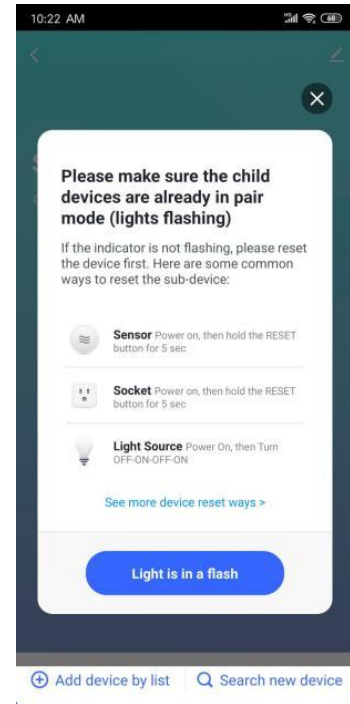 10:22 AM
68
Please make sure the child
devices are already in pair
mode (lights flashing)
If the indicator is not flashing, please reset
the device first. Here are some common
ways to reset the sub-device:
Sensor Power on, then hold the RESET
button for 5 sec
Socket Power on, then hold the RESET
button for 5 sec
Light Source Power On, then Turn
OFF-ON-OFF-ON
See more device reset ways >
Light is in a flash
Add device by list
Search new device